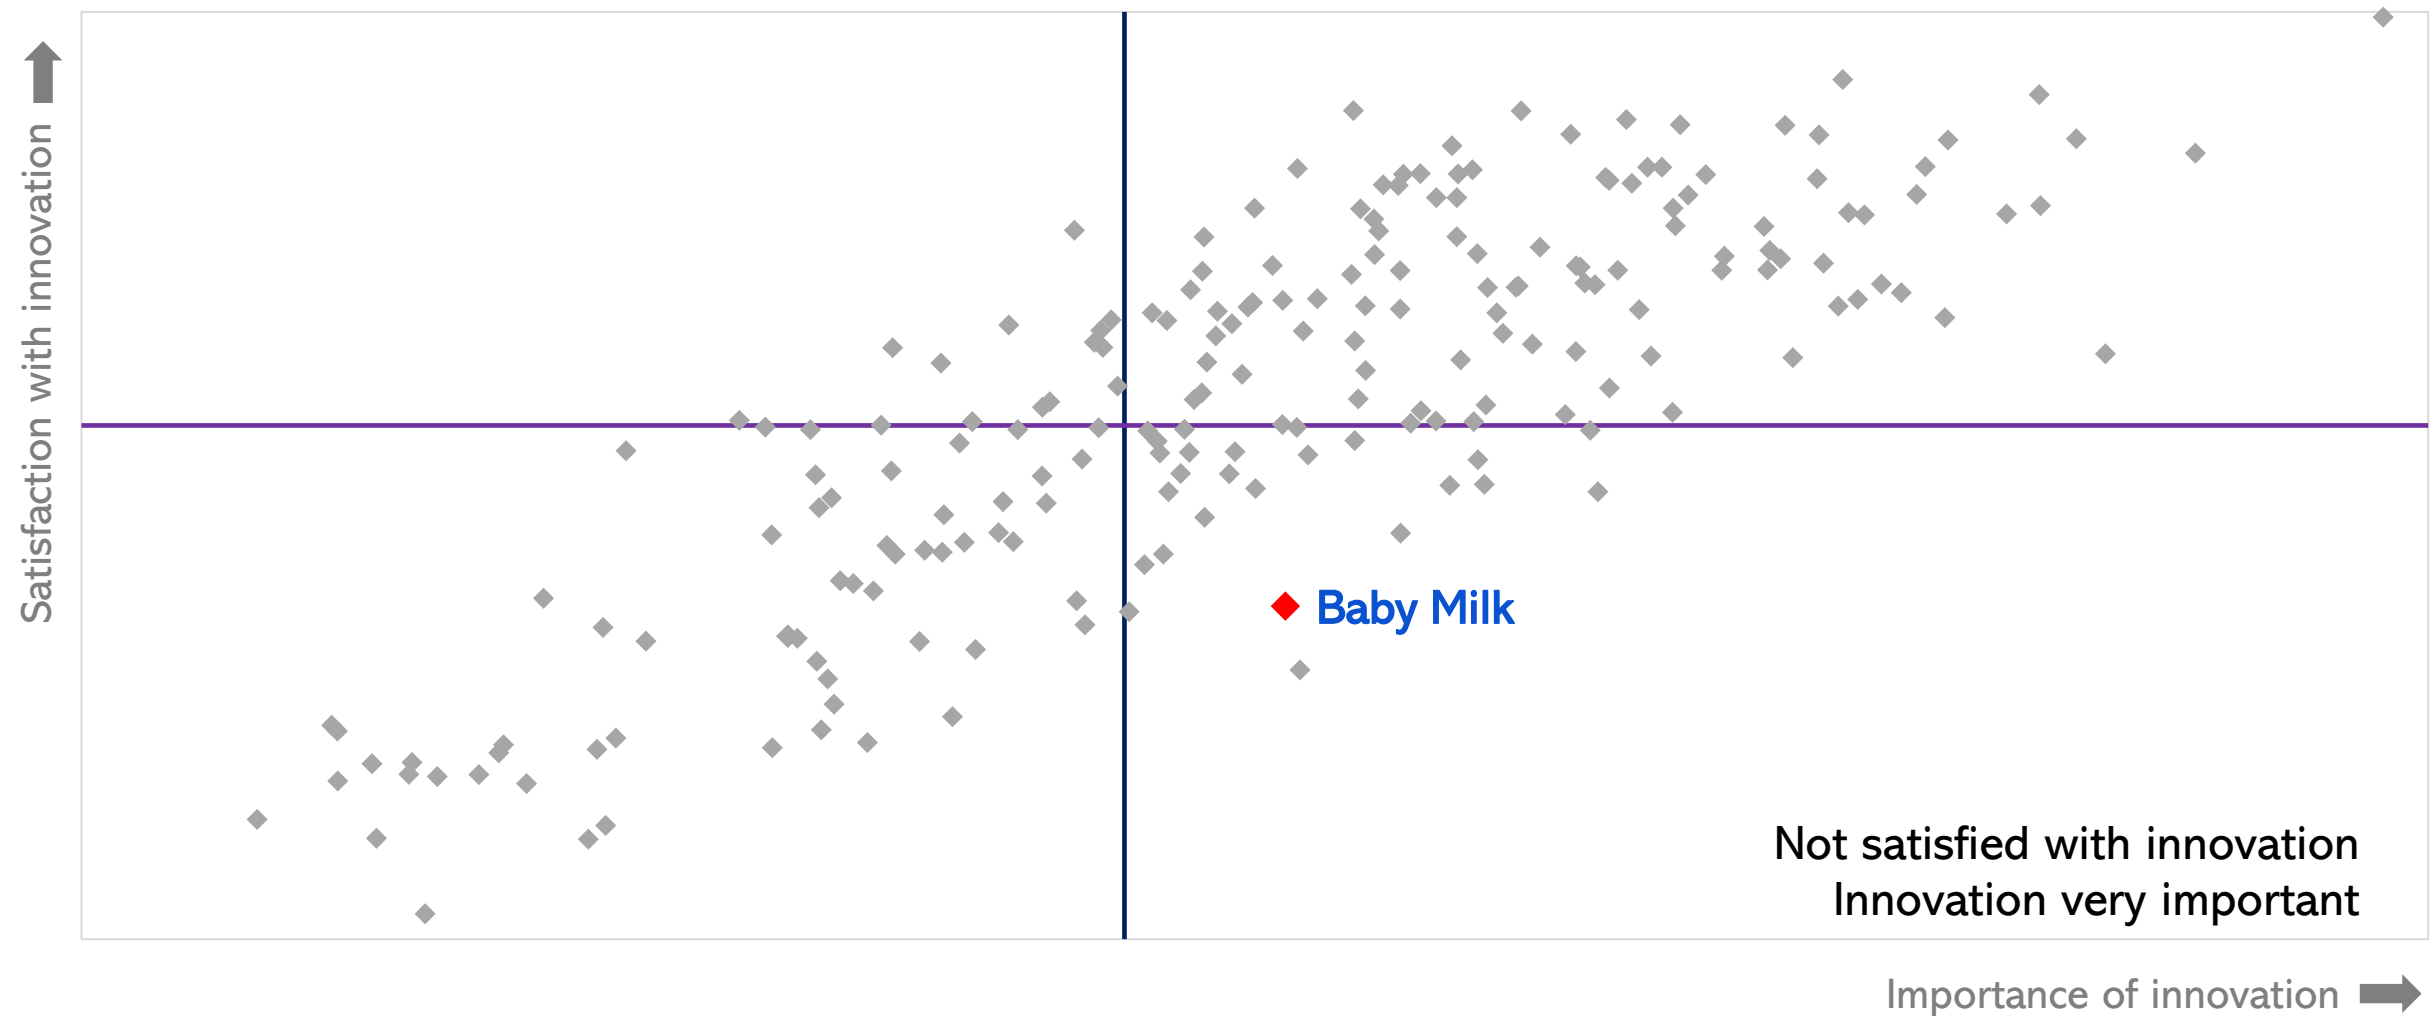 Satisfaction with innovation
Baby Milk
Not satisfied with innovation
Innovation very important
Importance of innovation